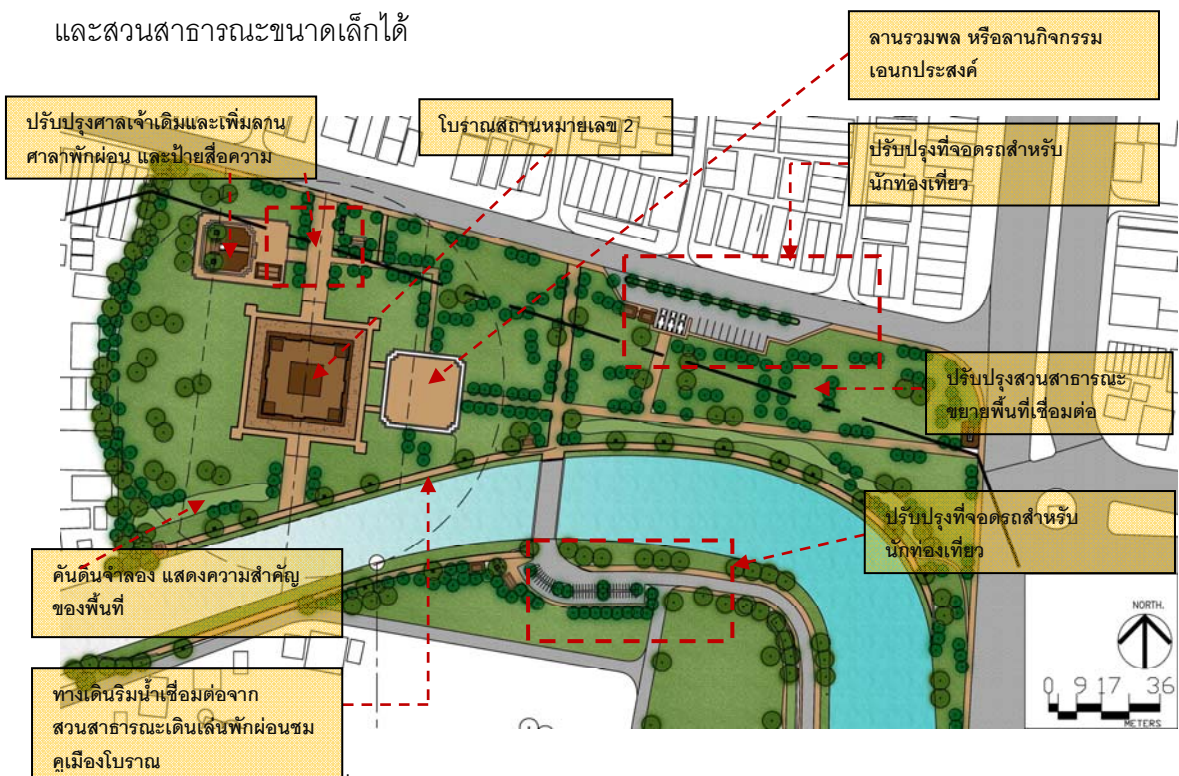 และสวนสาธารณะขนาดเล็กได้
ลานรวมพล หรือลานกิจกรรม
เอนกประสงค์
ปรับปรุงศาลเจ้าเดิมและเพิ่มลาน
ศาลาพักผ่อน และป้ายสื่อความ
โบราณสถานหมายเลข 2
ปรับปรุงที่จอดรถสำหรับ
นักท่องเที่ยว
ปรับปรุงสวนสาธารณะ
ขยายพื้นที่เชื่อมต่อ
ปรับปรุงที่จอดรถสำหรับ
นักท่องเที่ยว
คันดินจำลอง แสดงความสำคัญ
ของพื้นที่
ทางเดินริมน้ำเชื่อมต่อจาก
สวนสาธารณะเดินเล่นพักผ่อนชม
คูเมืองโบราณ
NORTH.
0 9 17 36
METERS